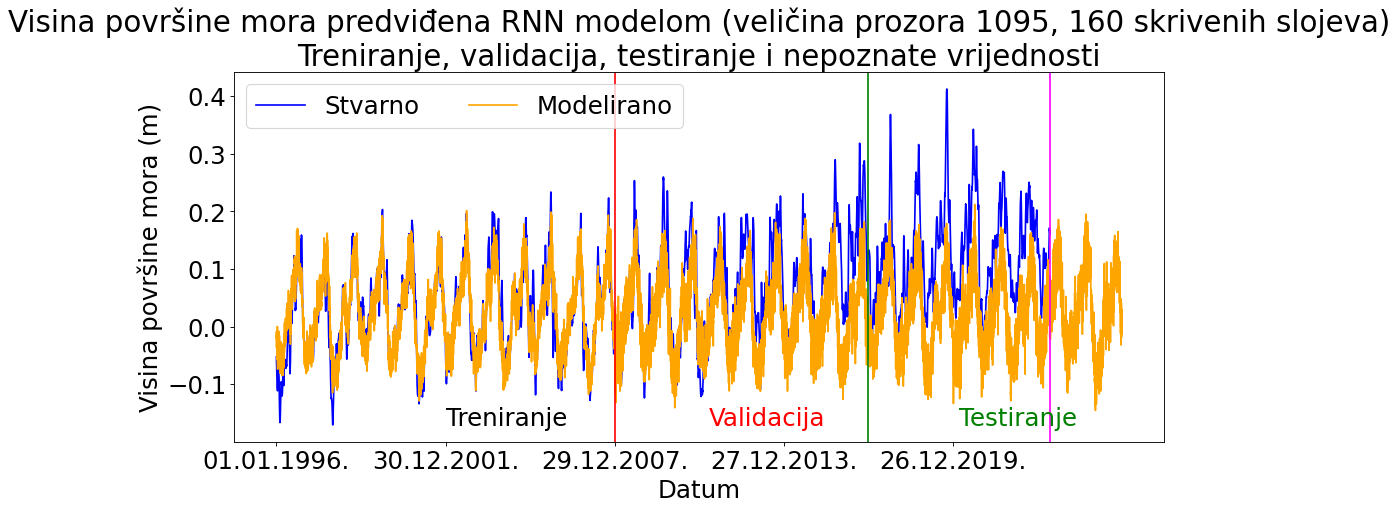 Visina površine mora predviđena RNN modelom (veličina prozora 1095, 160 skrivenih slojeva)
Treniranje, validacija, testiranje i nepoznate vrijednosti
Stvarno
Modelirano
Visina površine mora (m)
0.4
0.3
0.2
0.1
0.0
−0.1
Treniranje
Validacija
Testiranje
01.01.1996.
30.12.2001.
29.12.2007.
27.12.2013.
26.12.2019.
Datum